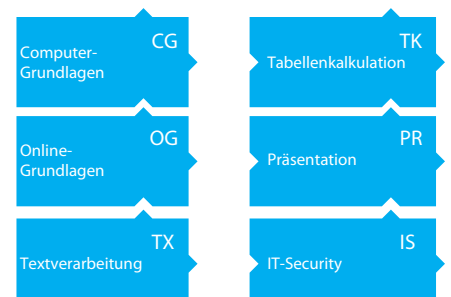 CG
Computer-
Grundlagen
TK
Tabellenkalkulation
OG
Online-
Grundlagen
PR
Präsentation
TX
Textverarbeitung
IS
IT-Security